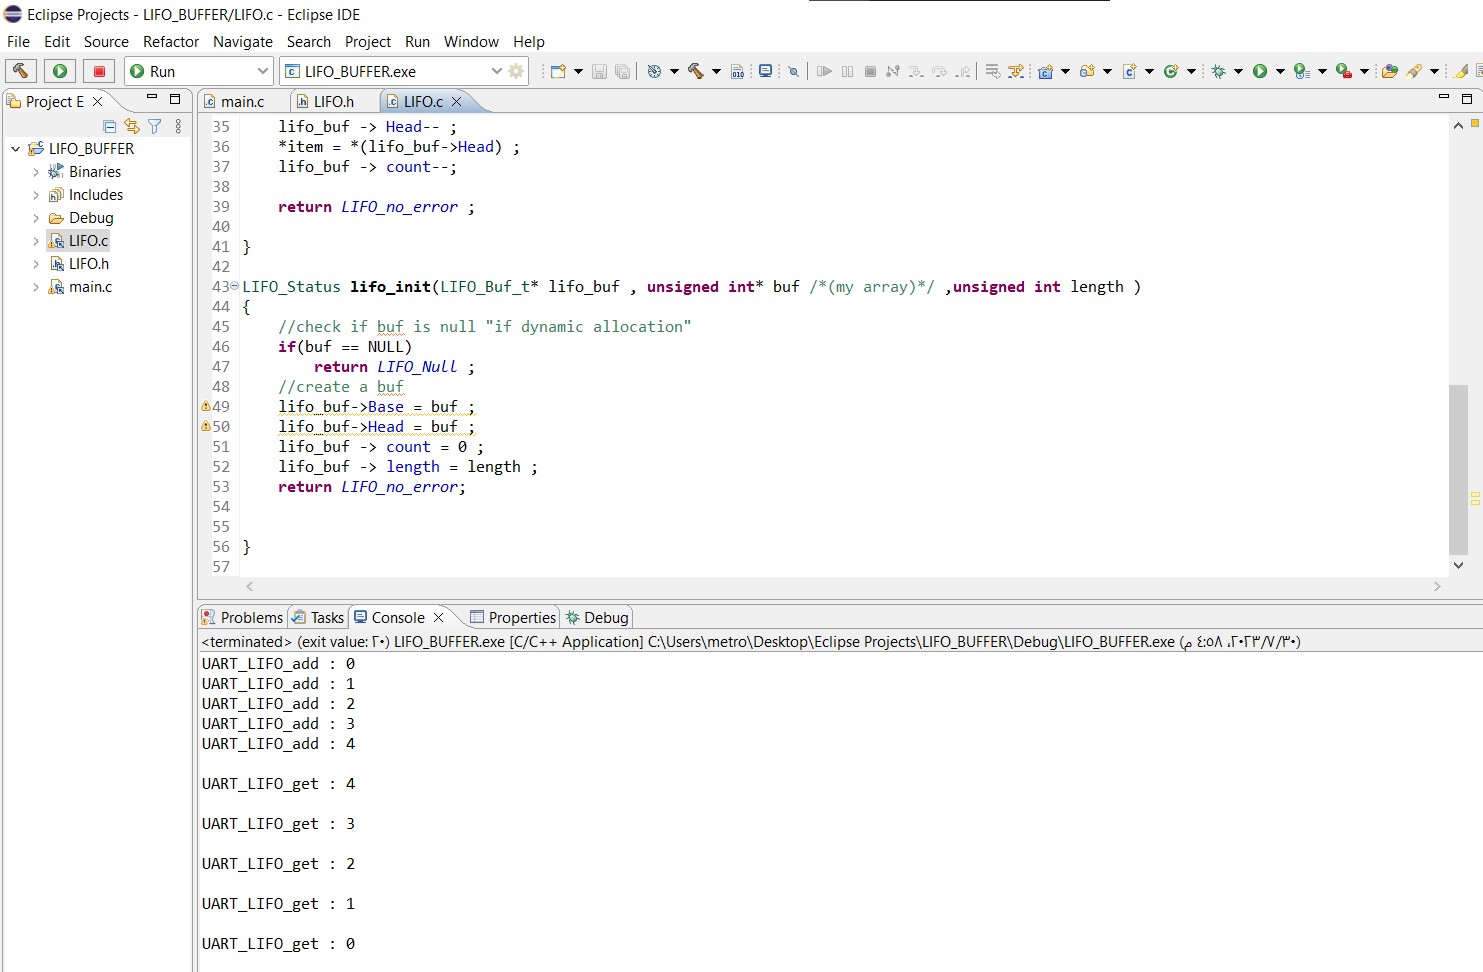 Eclipse Projects - LIFO_BUFFER/LIFO.c - Eclipse IDE
File Edit Source Refactor Navigate Search Project Run Window Help
Run
LIFO_BUFFER.exe
Project E
LIFO_BUFFER
Binaries
Includes
Debug
LIFO.c
LIFO.h
main.c
main.c LIFO.h LIFO.c
35 lifo_buf -> Head-- ;
36 *item = *(lifo_buf->Head) ;
37 lifo_buf -> count--;
38
39 return LIFO_no_error ;
40
41 }
42
43 LIFO_Status lifo_init(LIFO_Buf_t* lifo_buf , unsigned int* buf /*(my array)*/ ,unsigned int length )
44 {
45 //check if buf is null "if dynamic allocation"
46 if(buf == NULL)
47 return LIFO_Null ;
48 //create a buf
49 lifo_buf->Base = buf ;
50 lifo_buf->Head = buf ;
51 lifo_buf -> count = 0 ;
52 lifo_buf -> length = length ;
53 return LIFO_no_error;
54
55
56 }
57
Problems Tasks Console Properties Debug
<terminated> (exit value: ٢٠) LIFO_BUFFER.exe [C/C++ Application] C:\Users\metro\Desktop\Eclipse Projects\LIFO_BUFFER\Debug\LIFO_BUFFER.exe (٣٠‏/٧‏/٢٠٢٣، ٤:٥٨ م)
UART_LIFO_add : 0
UART_LIFO_add : 1
UART_LIFO_add : 2
UART_LIFO_add : 3
UART_LIFO_add : 4
UART_LIFO_get : 4
UART_LIFO_get : 3
UART_LIFO_get : 2
UART_LIFO_get : 1
UART_LIFO_get : 0